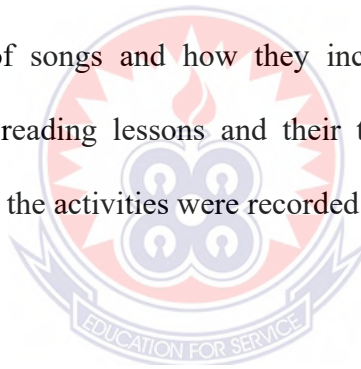 of songs and how they inc
reading lessons and their t
the activities were recorded
EDUCATION FOR SERVICE